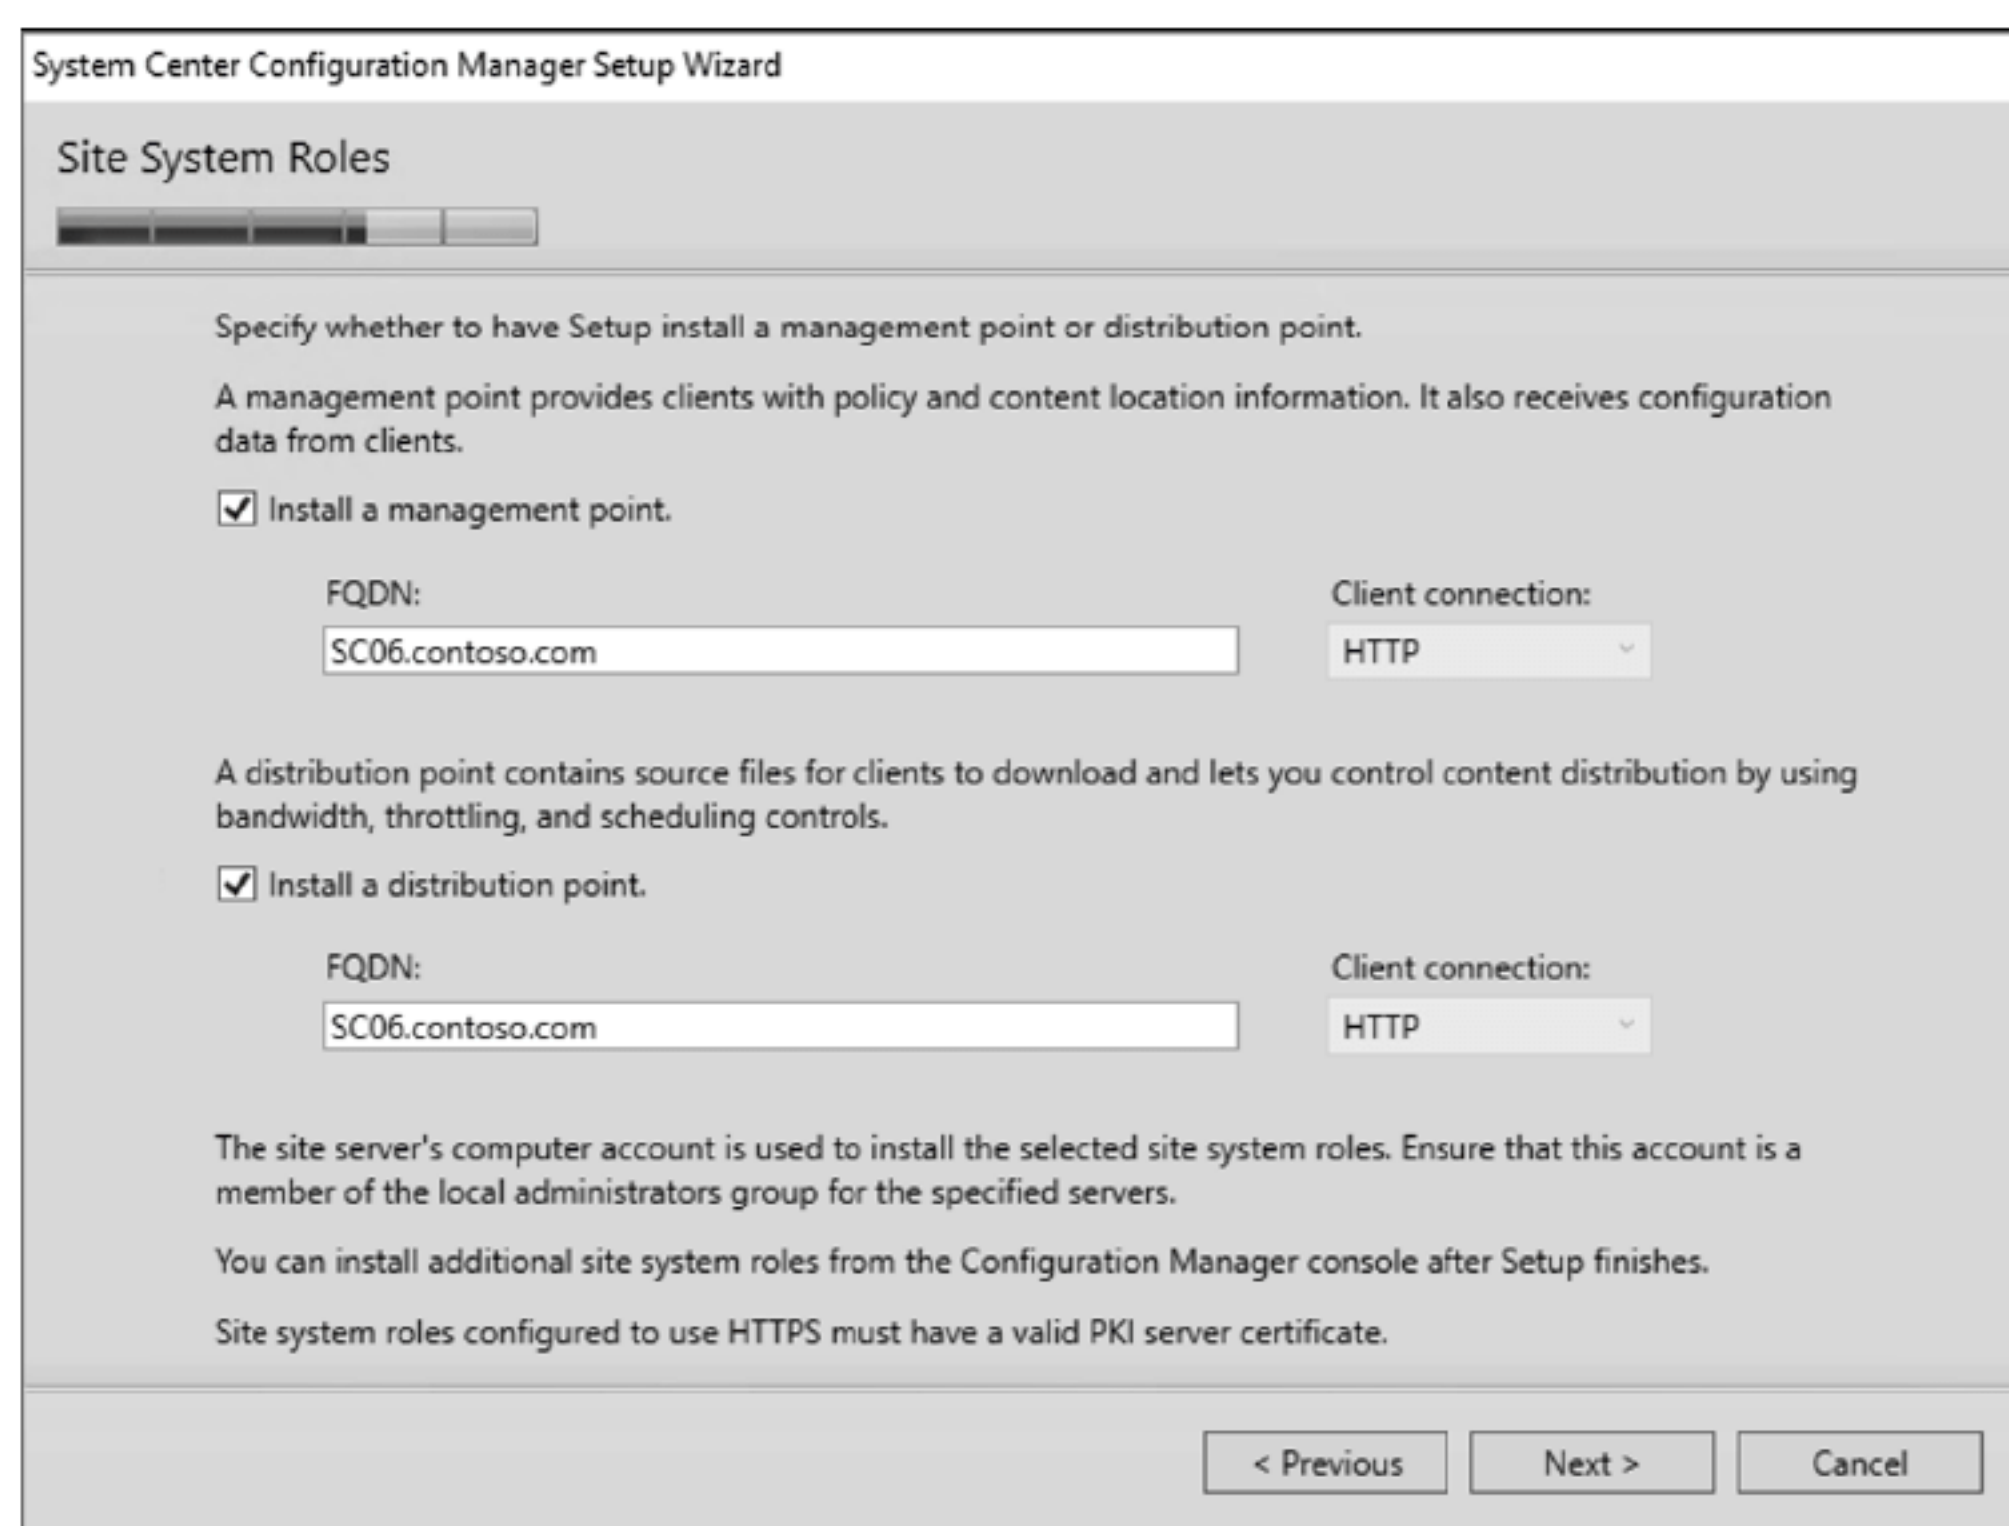 System Center Configuration Manager Setup Wizard
Site System Roles
Specify whether to have Setup install a management point or distribution point.
A management point provides clients with policy and content location information. It also receives configuration
data from clients.
Install a management point.
FQDN:
Client connection:
SC06.contoso.com
HTTP
A distribution point contains source files for clients to download and lets you control content distribution by using
bandwidth, throttling, and scheduling controls.
Install a distribution point.
FQDN:
Client connection:
SC06.contoso.com
HTTP
The site server's computer account is used to install the selected site system roles. Ensure that this account is a
member of the local administrators group for the specified servers.
You can install additional site system roles from the Configuration Manager console after Setup finishes.
Site system roles configured to use HTTPS must have a valid PKI server certificate.
< Previous
Next >
Cancel